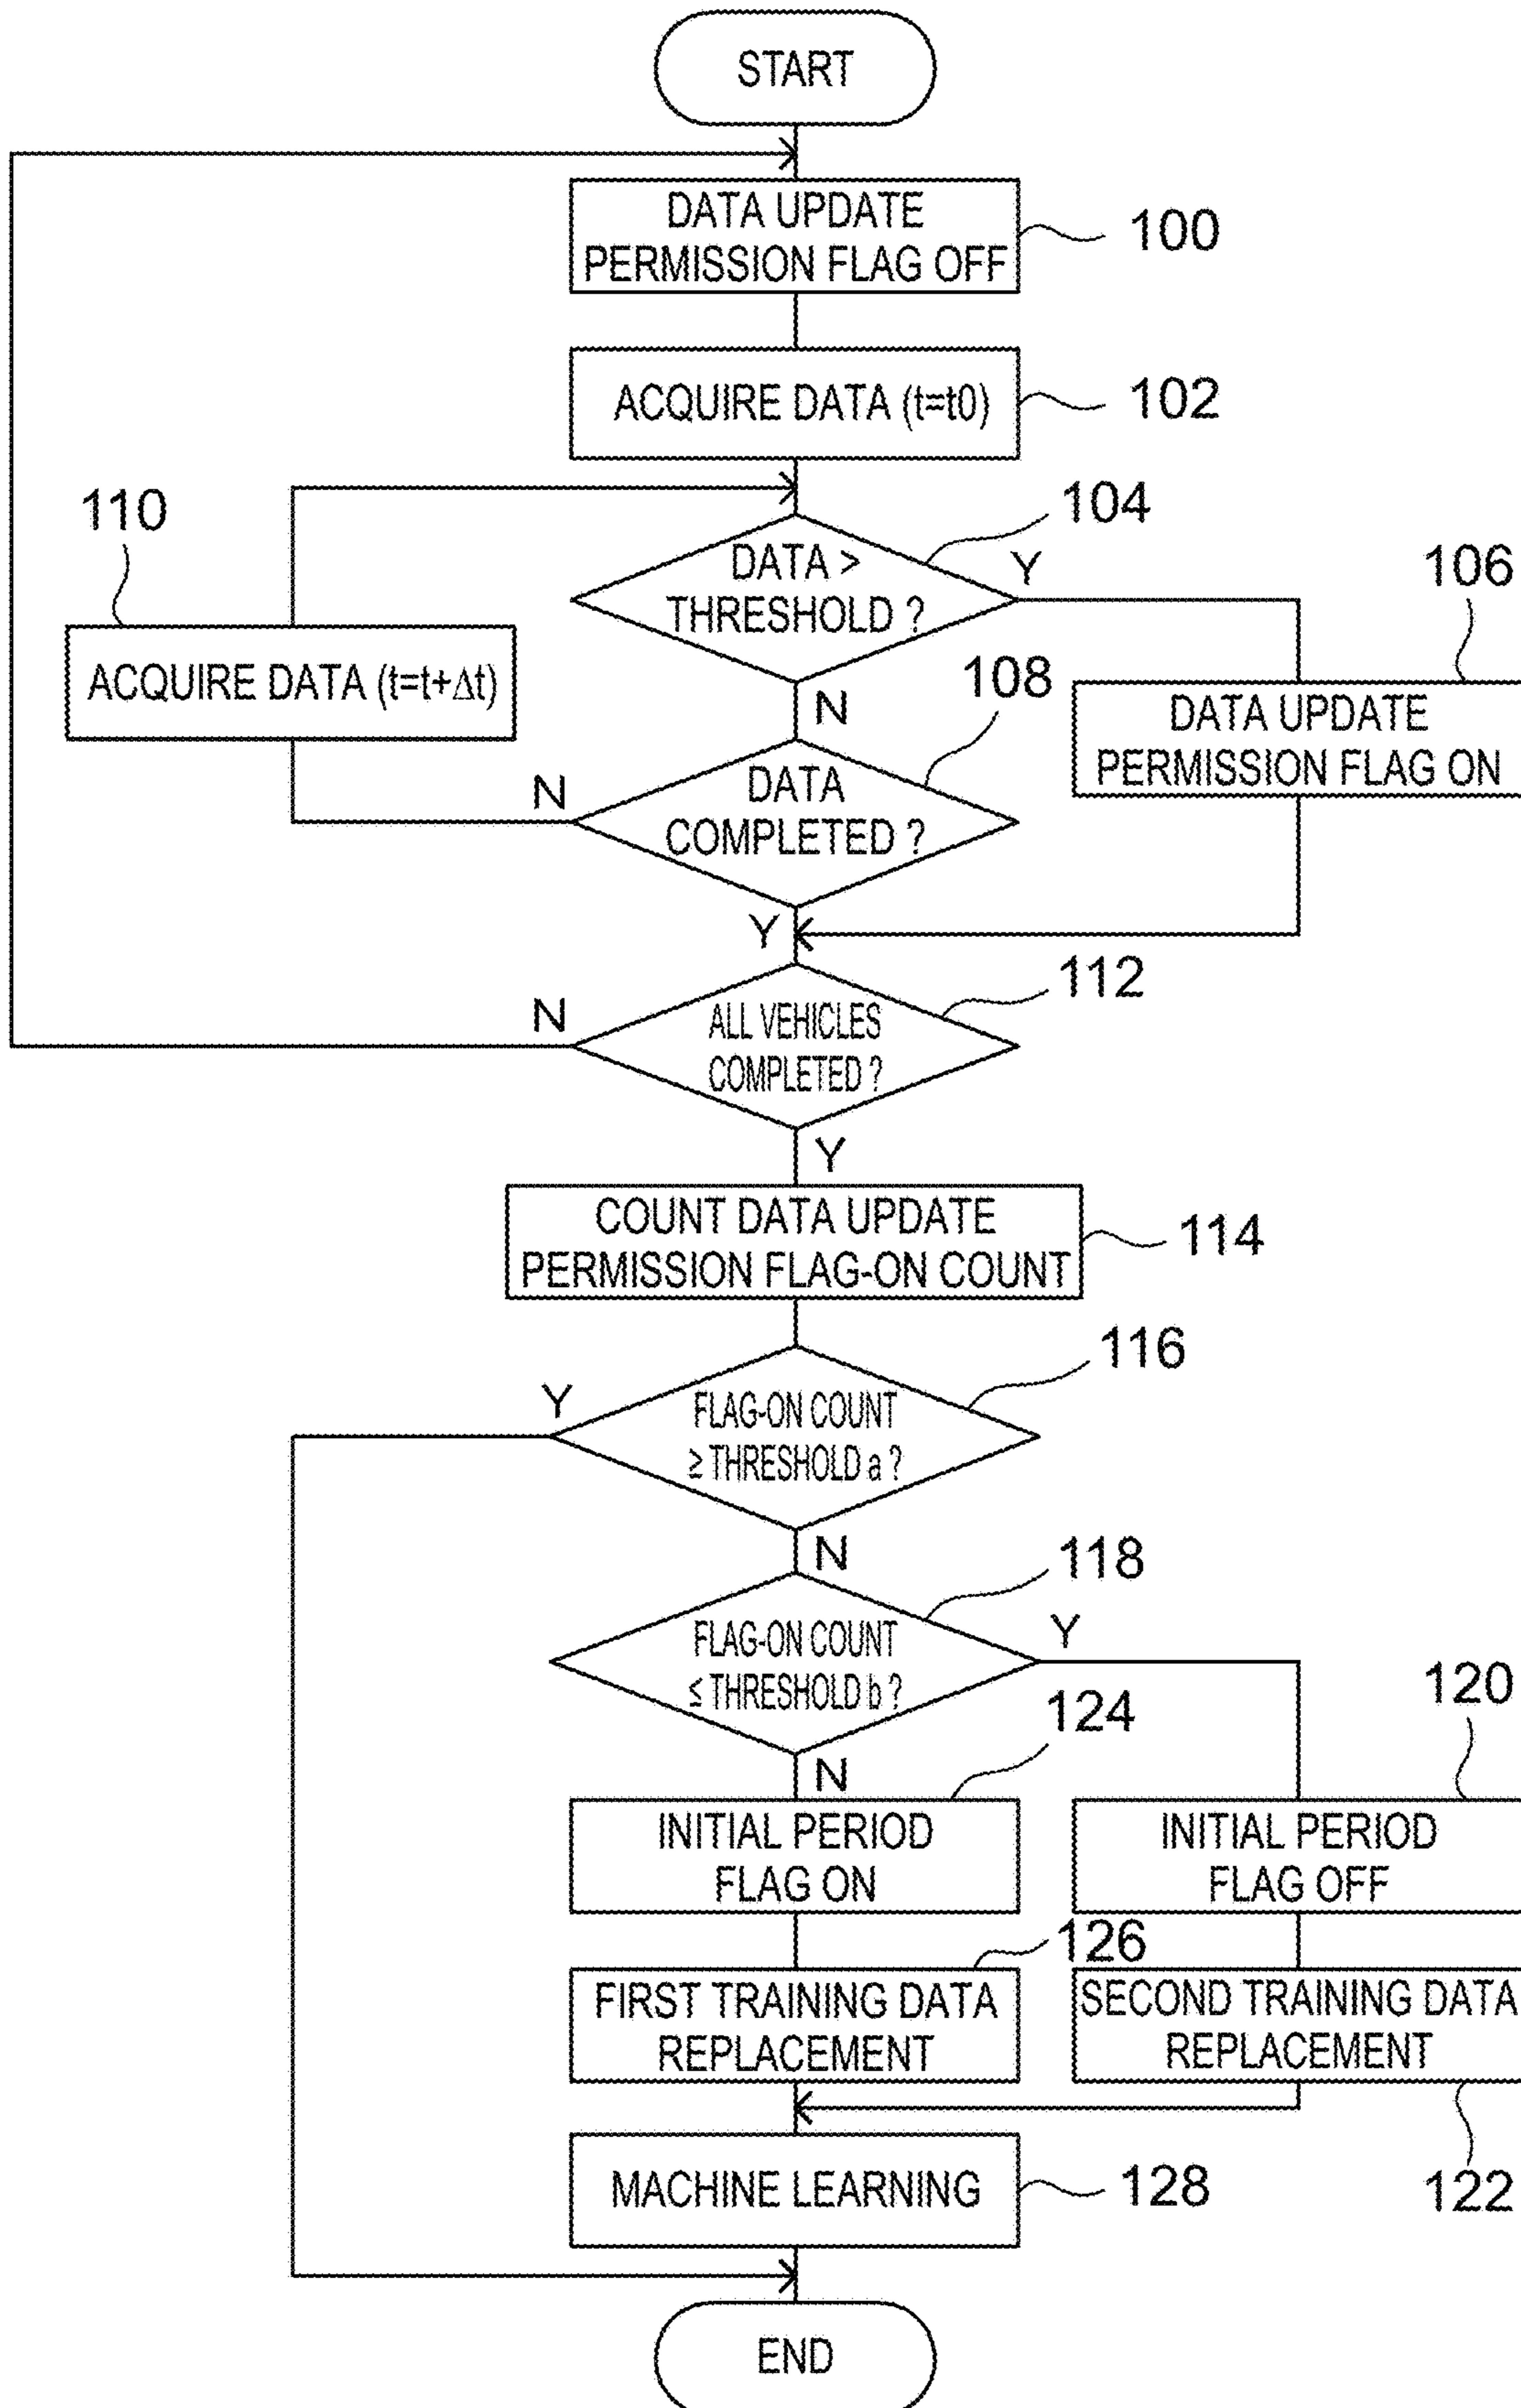 START
DATA UPDATE
PERMISSION FLAG OFF
100
ACQUIRE DATA (t=t0)
102
110
104
DATA >
THRESHOLD ?
Y
106
ACQUIRE DATA (t=t+Δt)
N
108
DATA UPDATE
PERMISSION FLAG ON
N
DATA
COMPLETED ?
Y
112
N
ALL VEHICLES
COMPLETED ?
Y
COUNT DATA UPDATE
PERMISSION FLAG-ON COUNT
114
116
Y
FLAG-ON COUNT
≥ THRESHOLD a ?
N
118
FLAG-ON COUNT
≤ THRESHOLD b ?
Y
124
120
N
INITIAL PERIOD
FLAG ON
INITIAL PERIOD
FLAG OFF
126
FIRST TRAINING DATA
REPLACEMENT
SECOND TRAINING DATA
REPLACEMENT
MACHINE LEARNING
128
122
END